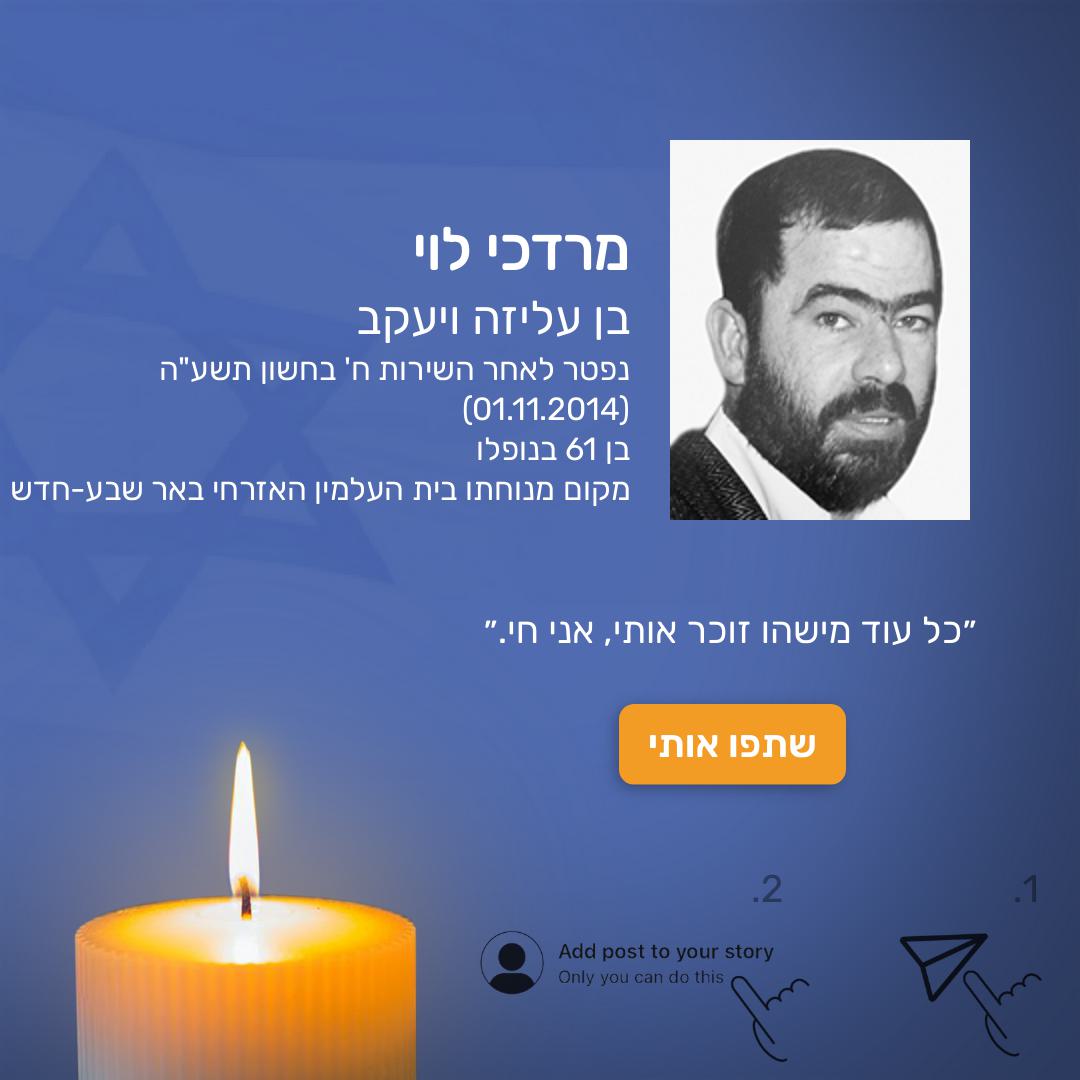 מרדכי לוי
בן עליזה ויעקב
נפטר לאחר השירות ח' בחשון תשע"ה
(01.11.2014)
בן 61 בנופלו
מקום מנוחתו בית העלמין האזרחי באר שבע-חדש
״כל עוד מישהו זוכר אותי, אני חי.״
שתפו אותי
.1
.2
Add post to your story
Only you can do this